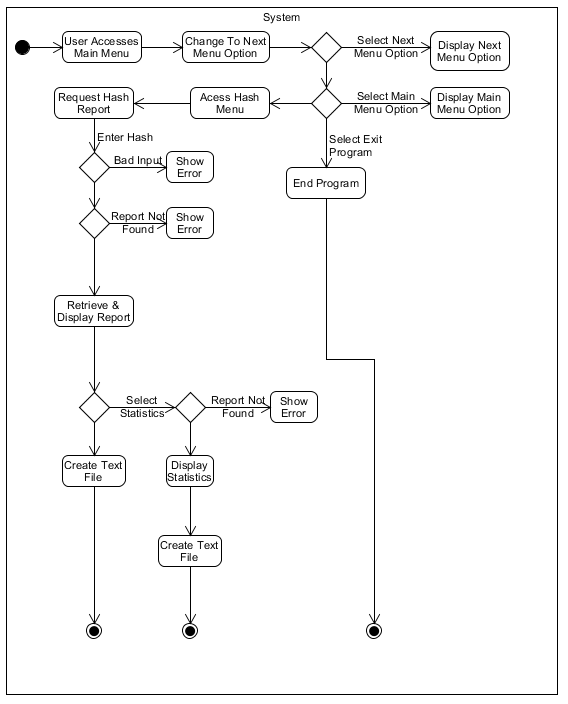 System
User Accesses
Main Menu
Change To Next
Menu Option
Select Next
Menu Option
Display Next
Menu Option
Request Hash
Report
Acess Hash
Menu
Select Main
Menu Option
Display Main
Menu Option
Enter Hash
Select Exit
Program
Bad Input
Show
Error
End Program
Report Not
Found
Show
Error
Retrieve &
Display Report
Select
Statistics
Report Not
Found
Show
Error
Create Text
File
Display
Statistics
Create Text
File